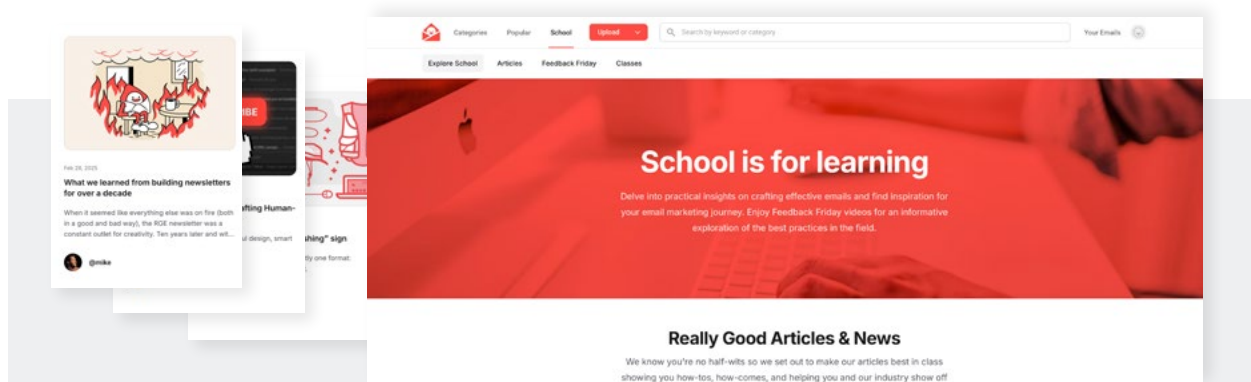 Feb 28, 2025
What we learned from building newsletters
for over a decade
When it seemed like everything else was on fire (both
in a good and bad way), the RGE newsletter was a
constant outlet for creativity. Ten years later and wil...
@mike
BE
afting Human-
ul design, smart
hing" sign
tly one format:
Categories Popular School Upload Search by keyword or category Your Emails
Explore School Articles Feedback Friday Classes
School is for learning
Delve into practical insights on crafting effective emails and find inspiration for
your email marketing journey. Enjoy Feedback Friday videos for an informative
exploration of the best practices in the field.
Really Good Articles & News
We know you're no half-wits so we set out to make our articles best in class
showing you how-tos, how-comes, and helping you and our industry show off